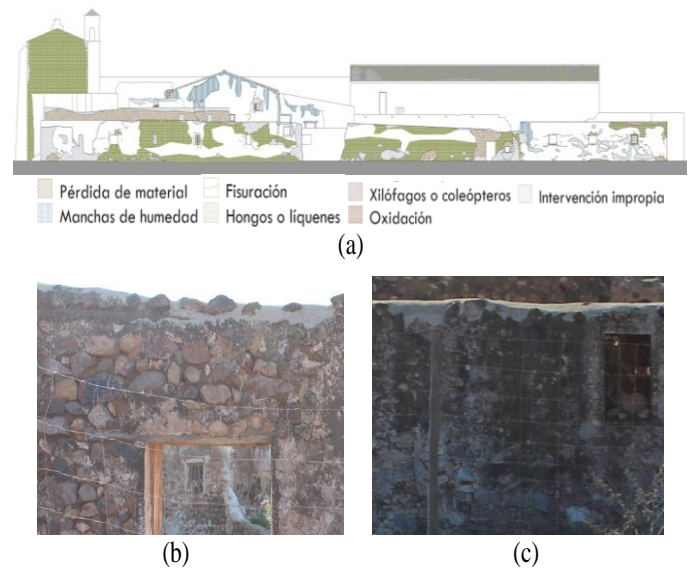 Pérdida de material Fisuración Xilófagos o coleópteros Intervención impropia
Manchas de humedad Hongos o líquenes Oxidación
(a)
(b) (c)